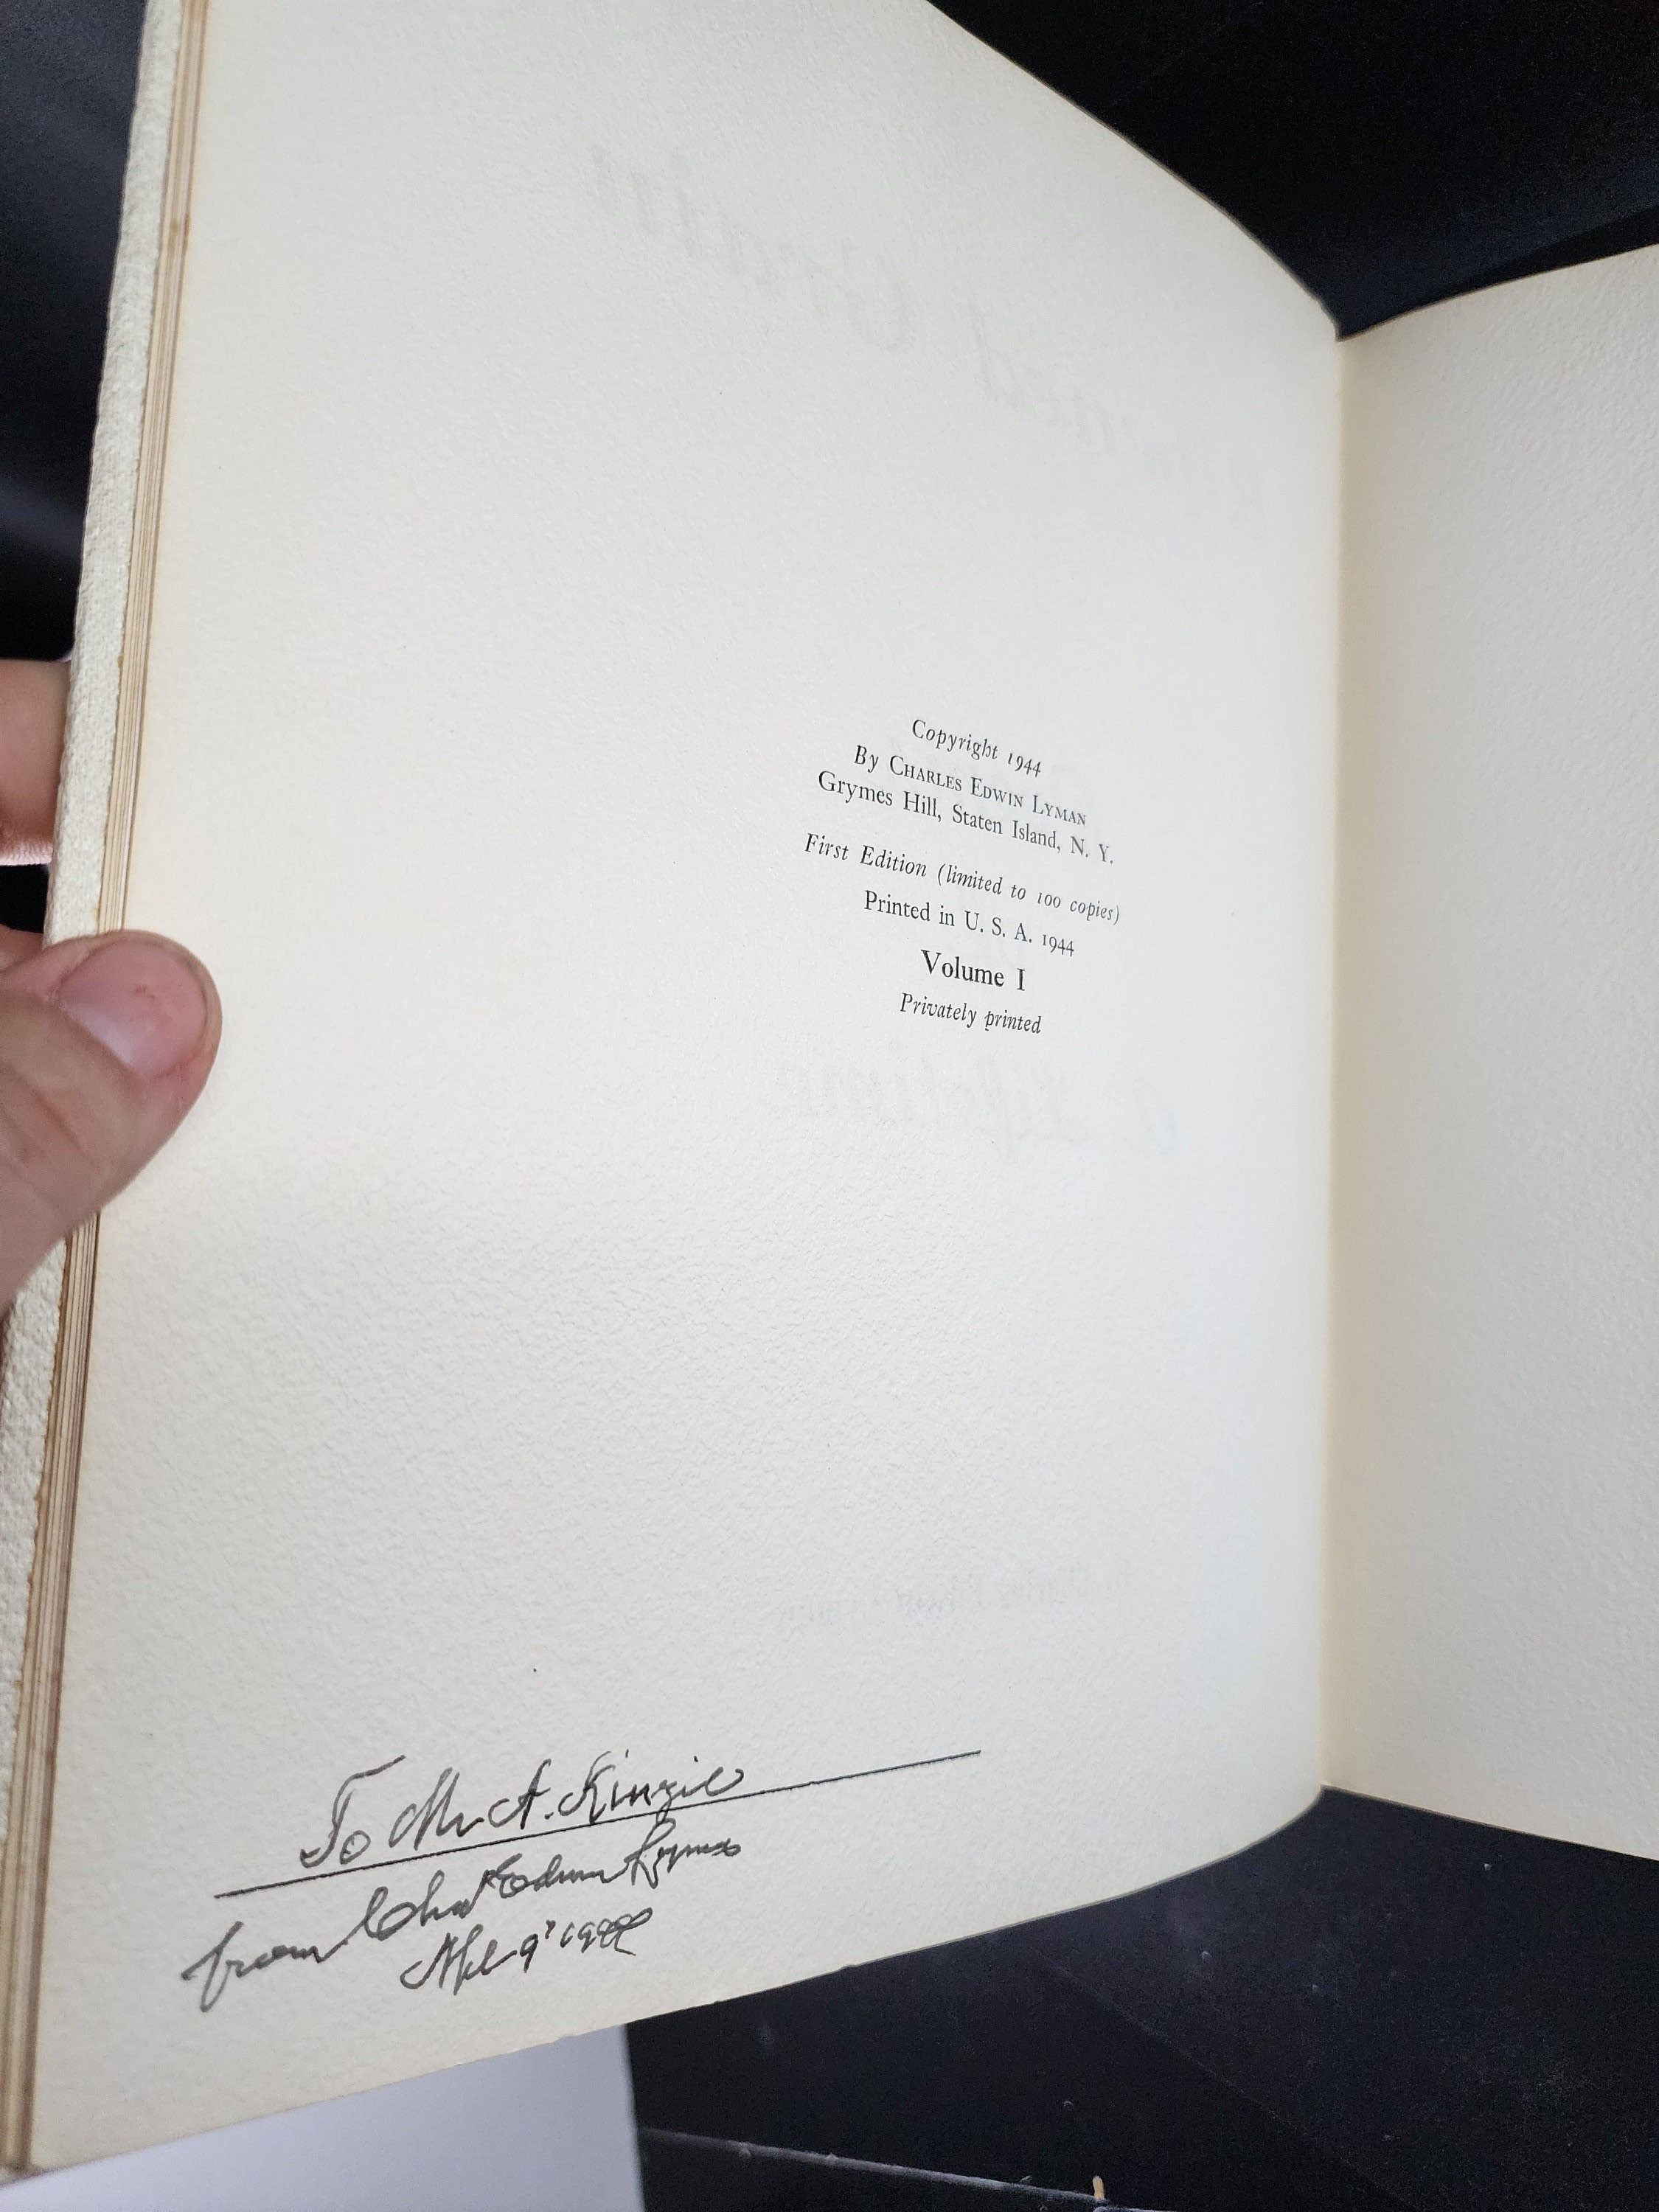 Copyright 1944
By CHARLES EDWIN LYMAN
Grymes Hill, Staten Island, N. Y.
First Edition (limited to 100 copies)
Printed in U. S. A. 1944
Volume I
Privately printed
To Mr A. Kinzie
from Chas Edwin Lyman
9